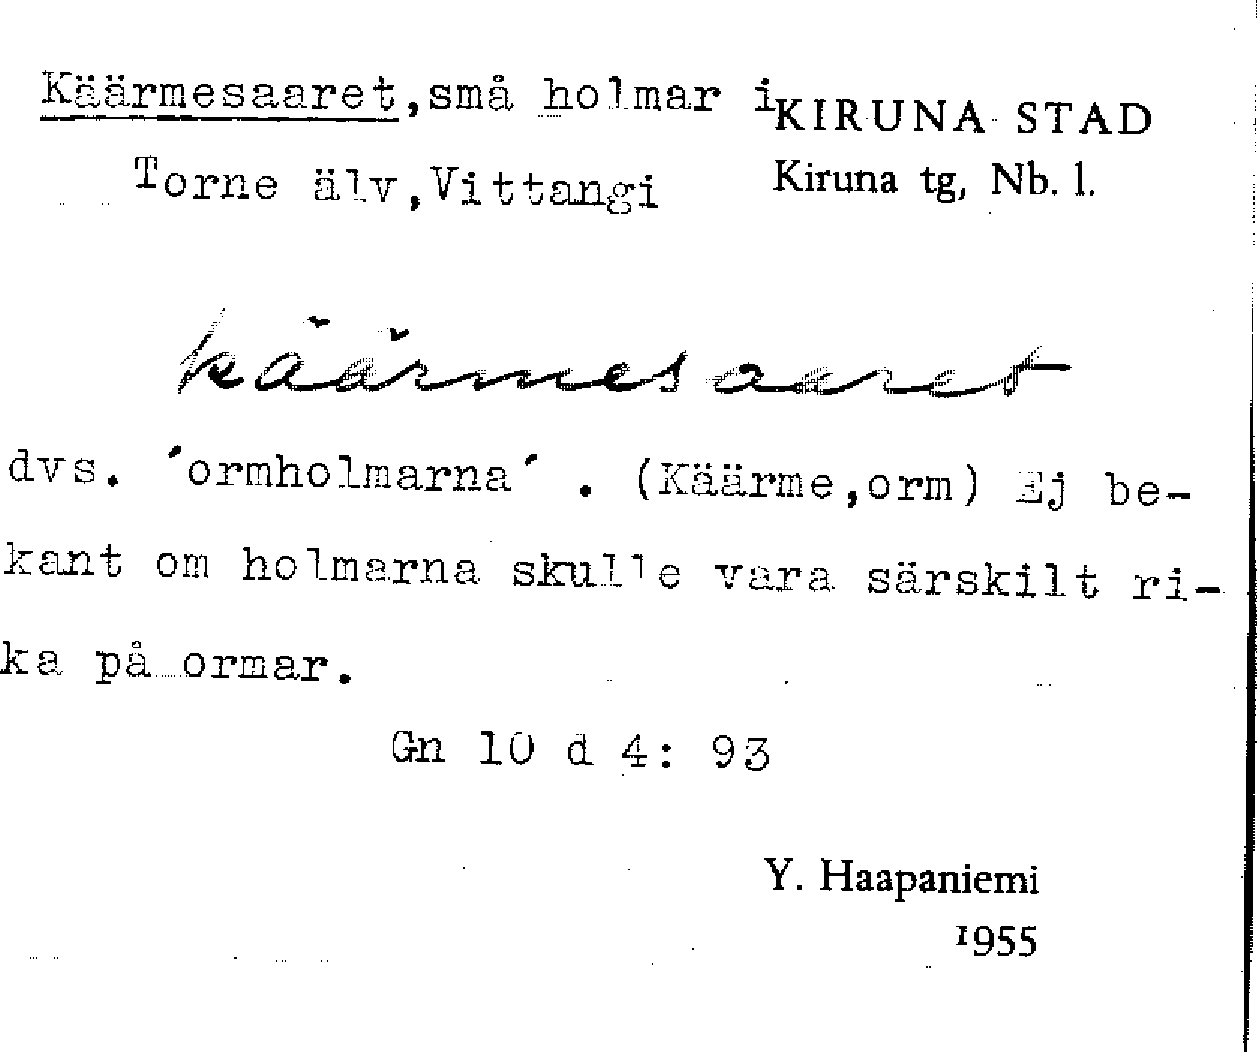 Käärmesaaret, små holmar i KIRUNA STAD
Torne älv, Vittangi Kiruna tg, Nb. l.
käärmesaaret
dvs. ´ormholmarna´ . (Käärme,orm) Ej be-
kant om holmarna skulle vara särskilt ri-
ka på ormar.
Gn 10 d 4: 93
Y. Haapaniemi
1955